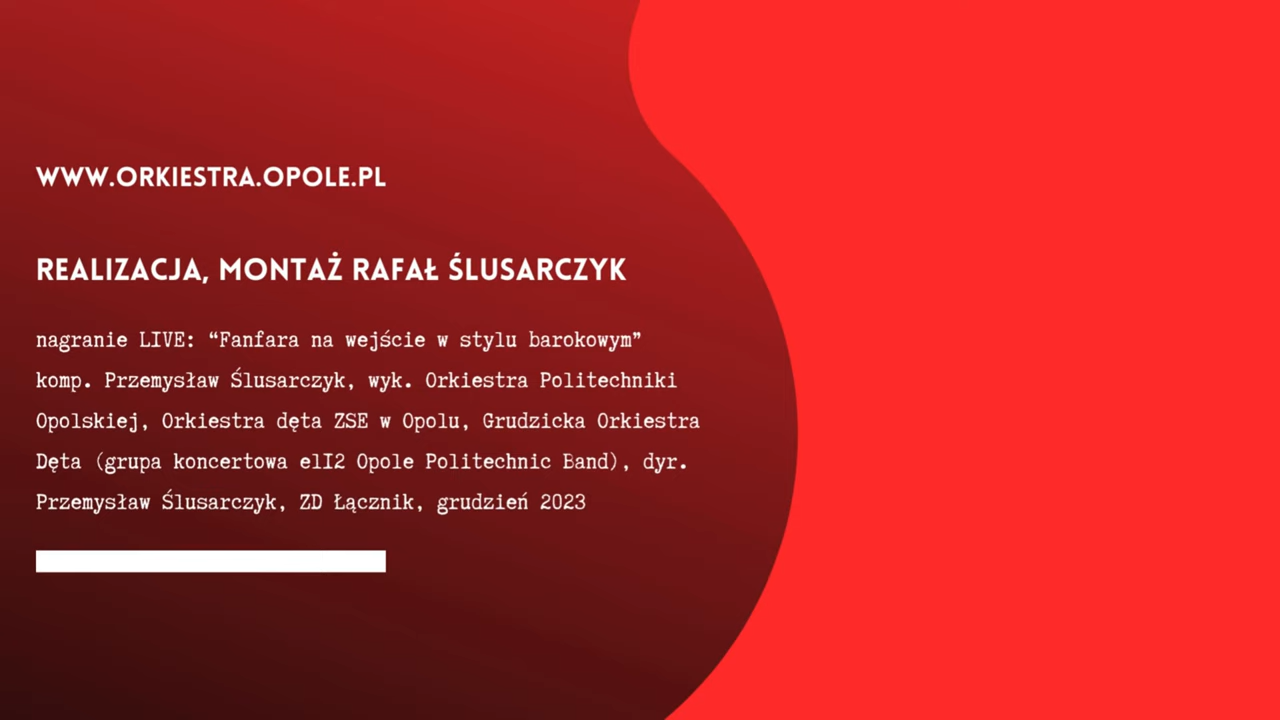 WWW.ORKIESTRA.OPOLE.PL
REALIZACJA, MONTAŻ RAFAŁ ŚLUSARCZYK
nagranie LIVE: “Fanfara na wejście w stylu barokowym”
komp. Przemysław Ślusarczyk, wyk. Orkiestra Politechniki
Opolskiej, Orkiestra dęta ZSE w Opolu, Grudzicka Orkiestra
Dęta (grupa koncertowa elI2 Opole Politechnic Band), dyr.
Przemysław Ślusarczyk, ZD Łącznik, grudzień 2023